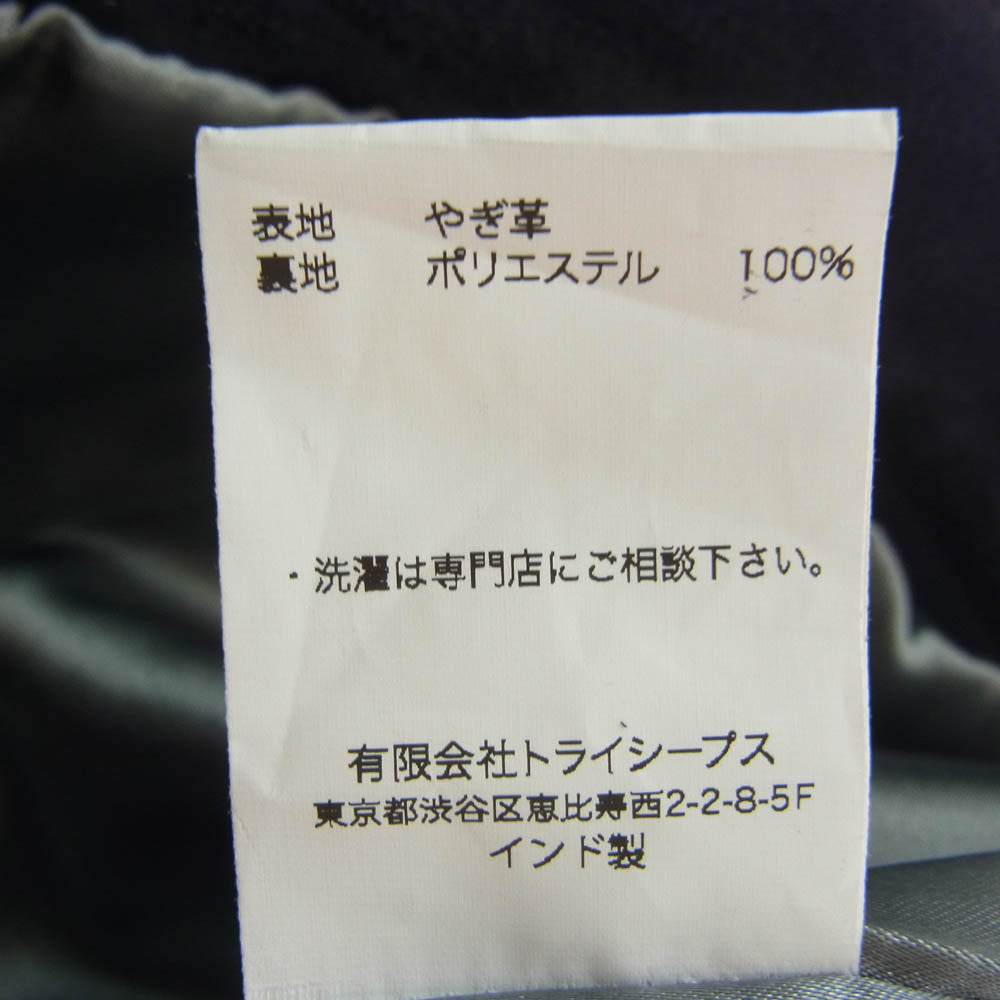 表地 やぎ革
裏地 ポリエステル 100%
・洗濯は専門店にご相談下さい。
有限会社トライシープス
東京都渋谷区恵比寿西2-2-8-5F
インド製